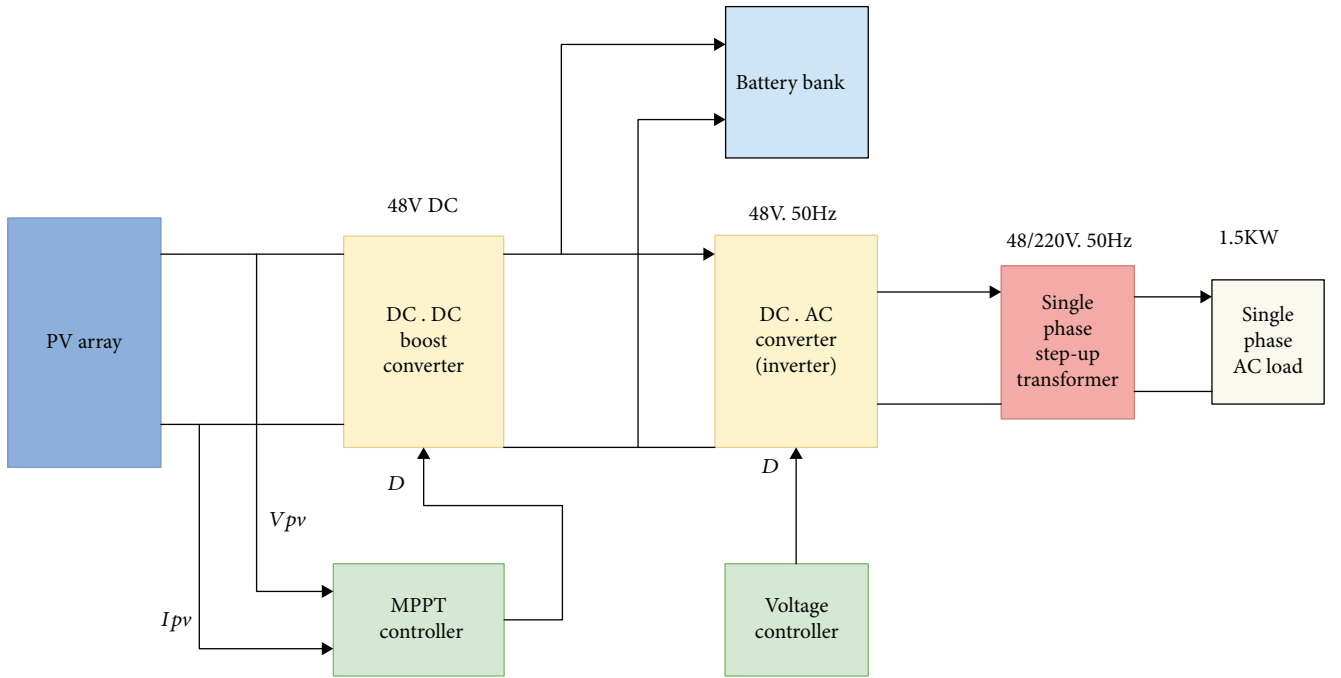 Battery bank
48V DC
48V. 50Hz
48/220V. 50Hz
1.5KW
PV array
DC . DC
boost
converter
DC . AC
converter
(inverter)
Single
phase
step-up
transformer
Single
phase
AC load
D
D
Vpv
Ipv
MPPT
controller
Voltage
controller